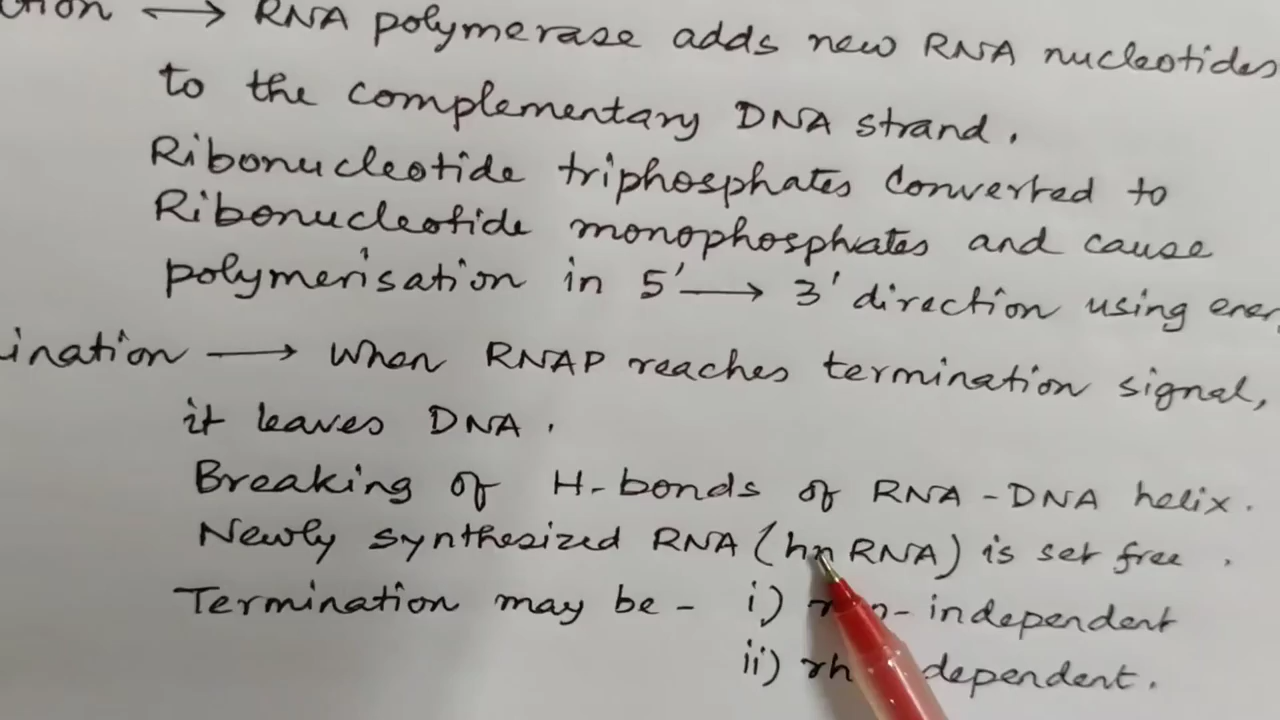 RNA polymerase adds new RNA nucleotides
to the complementary DNA strand.
Ribonucleotide triphosphates converted to
Ribonucleotide monophosphates and cause
polymerisation in 5' → 3' direction using
ination → when RNAP reaches termination signal,
it leaves DNA.
Breaking of H-bonds of RNA-DNA helix.
Newly synthesized RNA (hnRNA) is set free.
Termination may be - i) independent
ii) dependent.